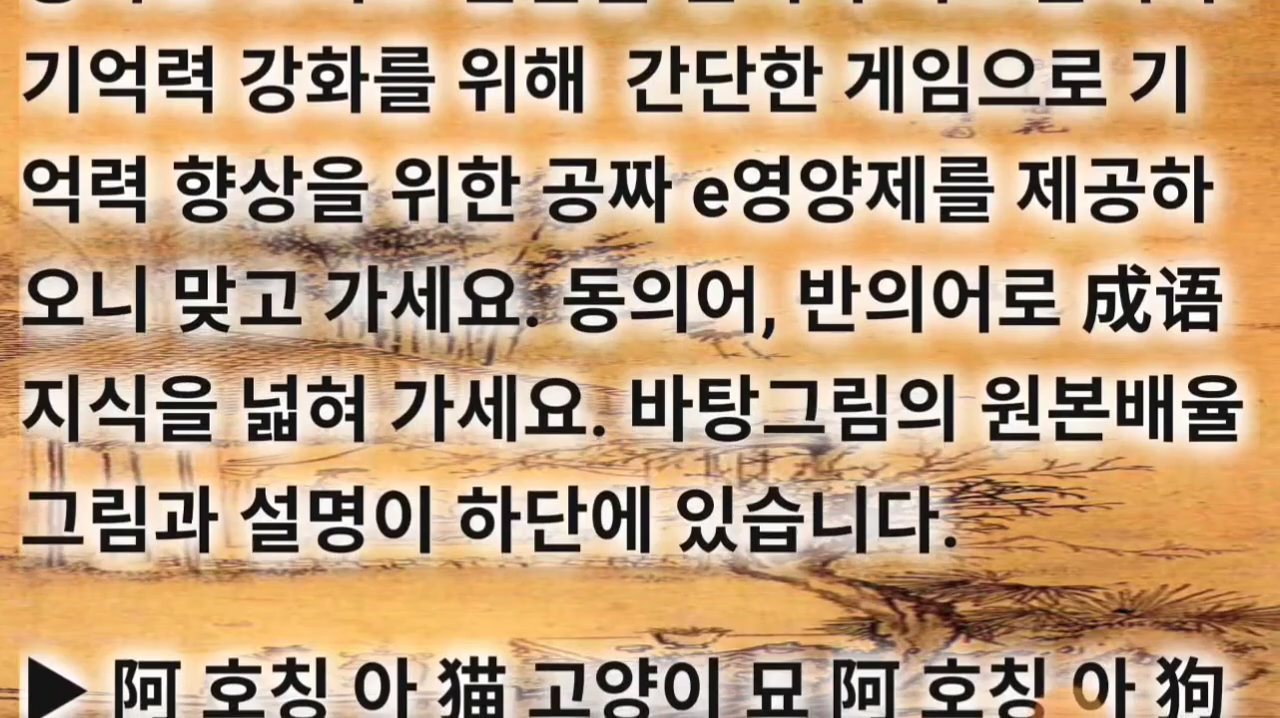 기억력 강화를 위해 간단한 게임으로 기
억력 향상을 위한 공짜 e영양제를 제공하
오니 맞고 가세요. 동의어, 반의어로 成语
지식을 넓혀 가세요. 바탕그림의 원본배율
그림과 설명이 하단에 있습니다.
▶ 阿 호칭 아 猫 고양이 묘 阿 호칭 아 狗